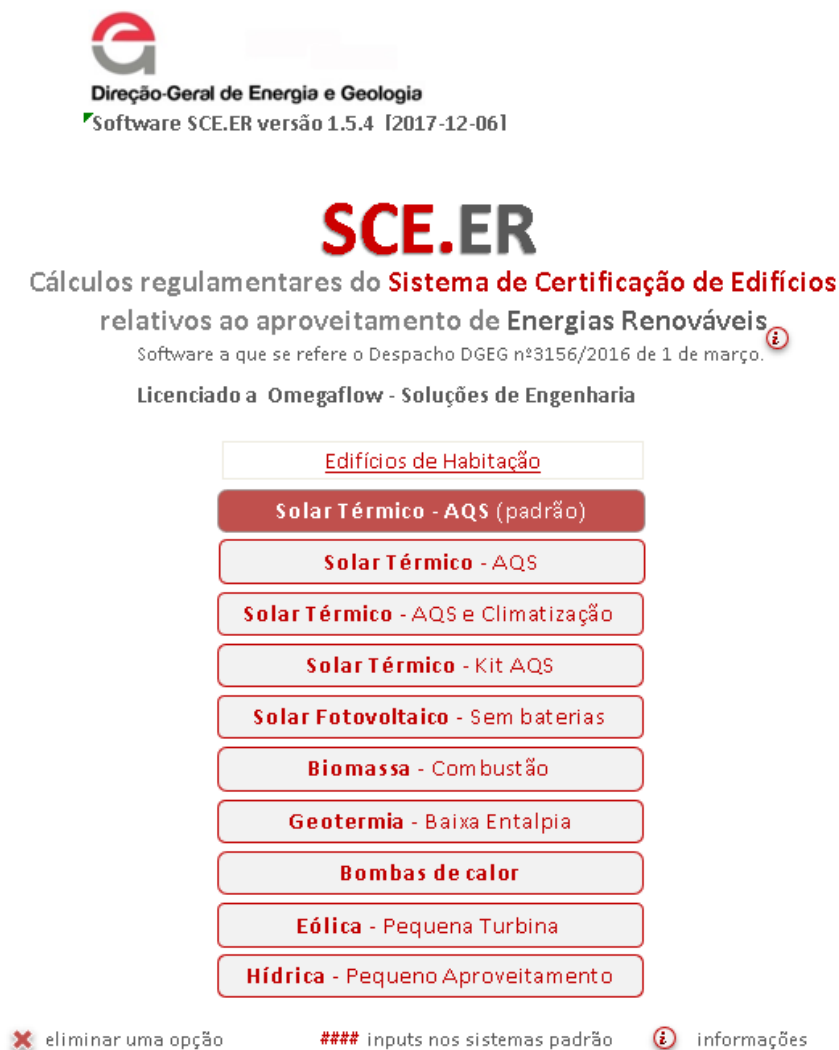 Direção-Geral de Energia e Geologia
Software SCE.ER versão 1.5.4 [2017-12-06]
SCE.ER
Cálculos regulamentares do Sistema de Certificação de Edifícios
relativos ao aproveitamento de Energias Renováveis
Software a que se refere o Despacho DGEG nº3156/2016 de 1 de março.
Licenciado a Omegaflow - Soluções de Engenharia
Edifícios de Habitação
Solar Térmico - AQS (padrão)
Solar Térmico - AQS
Solar Térmico - AQS e Climatização
Solar Térmico - Kit AQS
Solar Fotovoltaico - Sem baterias
Biomassa - Combustão
Geotermia - Baixa Entalpia
Bombas de calor
Eólica - Pequena Turbina
Hídrica - Pequeno Aproveitamento
eliminar uma opção #### inputs nos sistemas padrão i informações